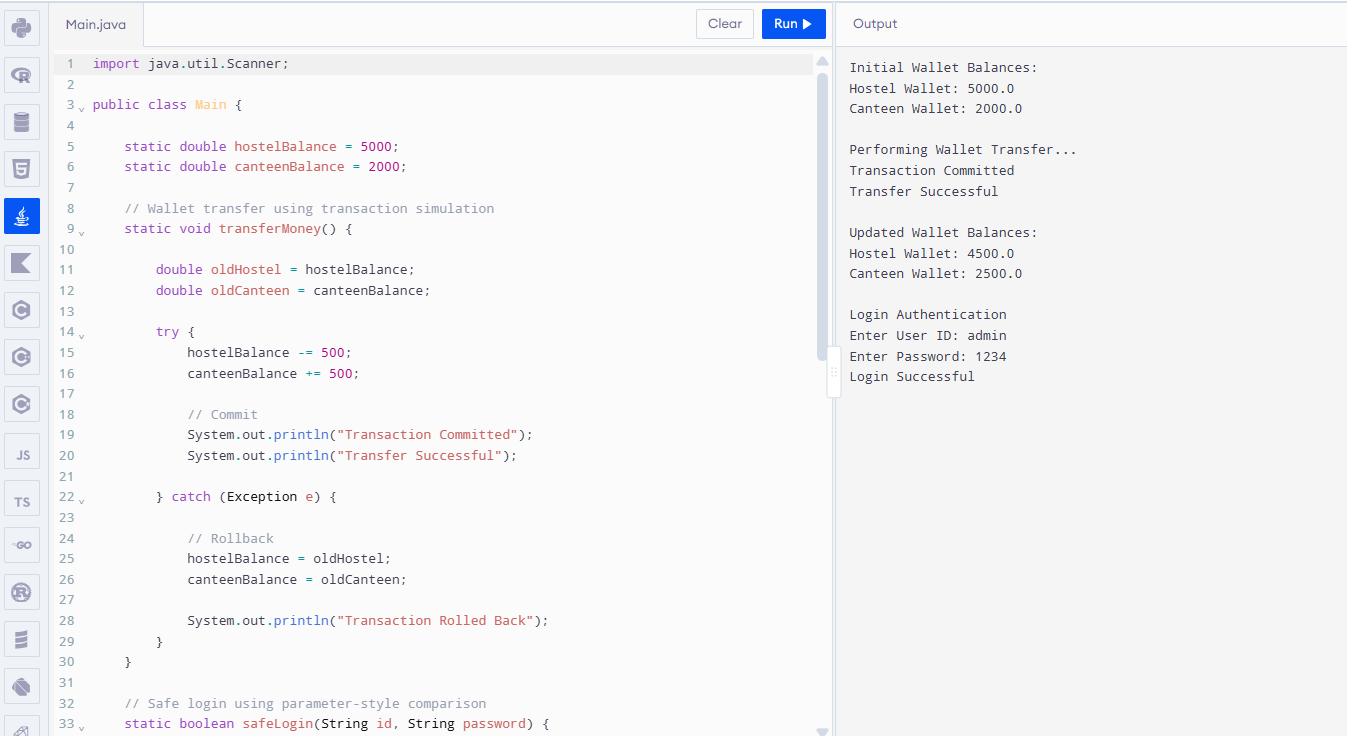 Main.java
Clear
Run
Output
1 import java.util.Scanner;
2
3 public class Main {
4
5 static double hostelBalance = 5000;
6 static double canteenBalance = 2000;
7
8 // Wallet transfer using transaction simulation
9 static void transferMoney() {
10
11 double oldHostel = hostelBalance;
12 double oldCanteen = canteenBalance;
13
14 try {
15 hostelBalance -= 500;
16 canteenBalance += 500;
17
18 // Commit
19 System.out.println("Transaction Committed");
20 System.out.println("Transfer Successful");
21
22 } catch (Exception e) {
23
24 // Rollback
25 hostelBalance = oldHostel;
26 canteenBalance = oldCanteen;
27
28 System.out.println("Transaction Rolled Back");
29 }
30 }
31
32 // Safe login using parameter-style comparison
33 static boolean safeLogin(String id, String password) {
Initial Wallet Balances:
Hostel Wallet: 5000.0
Canteen Wallet: 2000.0
Performing Wallet Transfer...
Transaction Committed
Transfer Successful
Updated Wallet Balances:
Hostel Wallet: 4500.0
Canteen Wallet: 2500.0
Login Authentication
Enter User ID: admin
Enter Password: 1234
Login Successful
R
5
C
C
C
JS
TS
GO
R